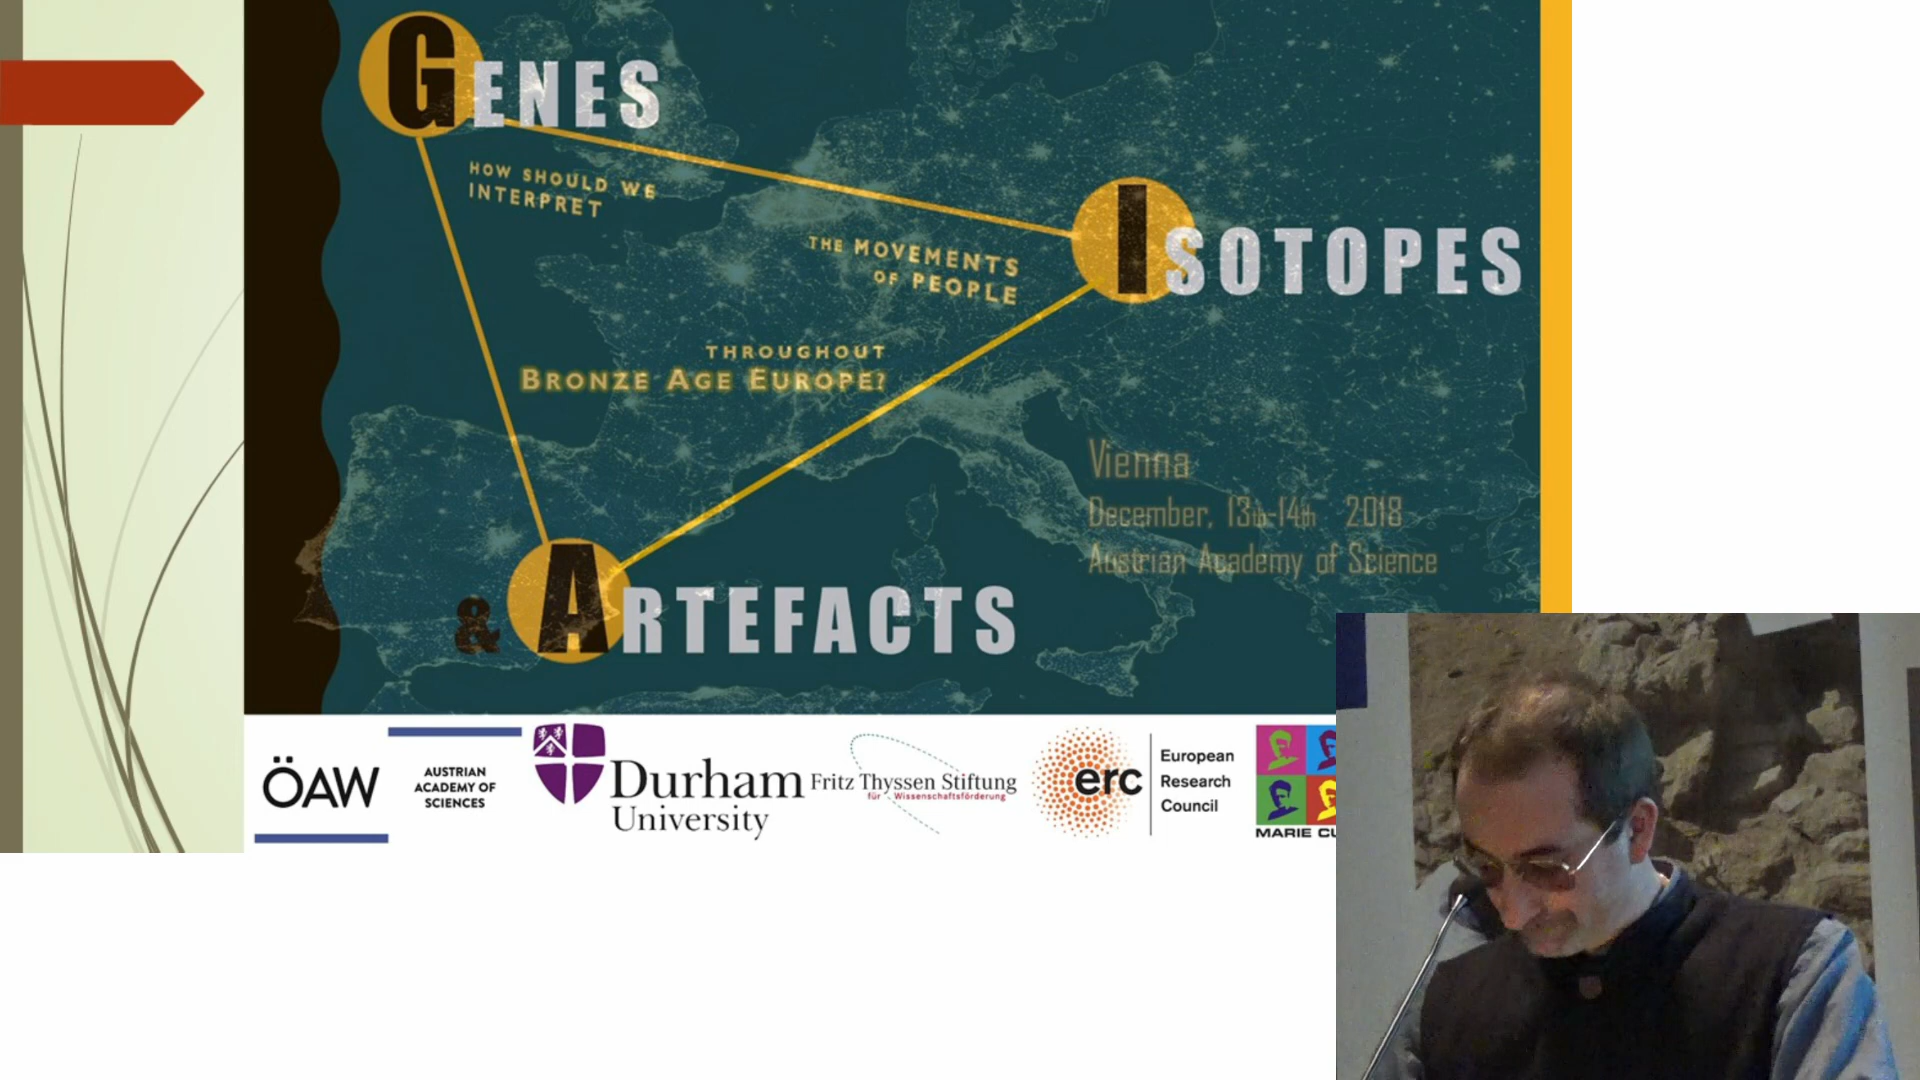 GENES
HOW SHOULD WE
INTERPRET
THE MOVEMENTS
OF PEOPLE
ISOTOPES
THROUGHOUT
BRONZE AGE EUROPE?
Vienna
December, 13th-14th 2018
Austrian Academy of Science
& ARTEFACTS
ÖAW
AUSTRIAN
ACADEMY OF
SCIENCES
Durham
University
Fritz Thyssen Stiftung
für Wissenschaftsförderung
erc
European
Research
Council
MARIE CU